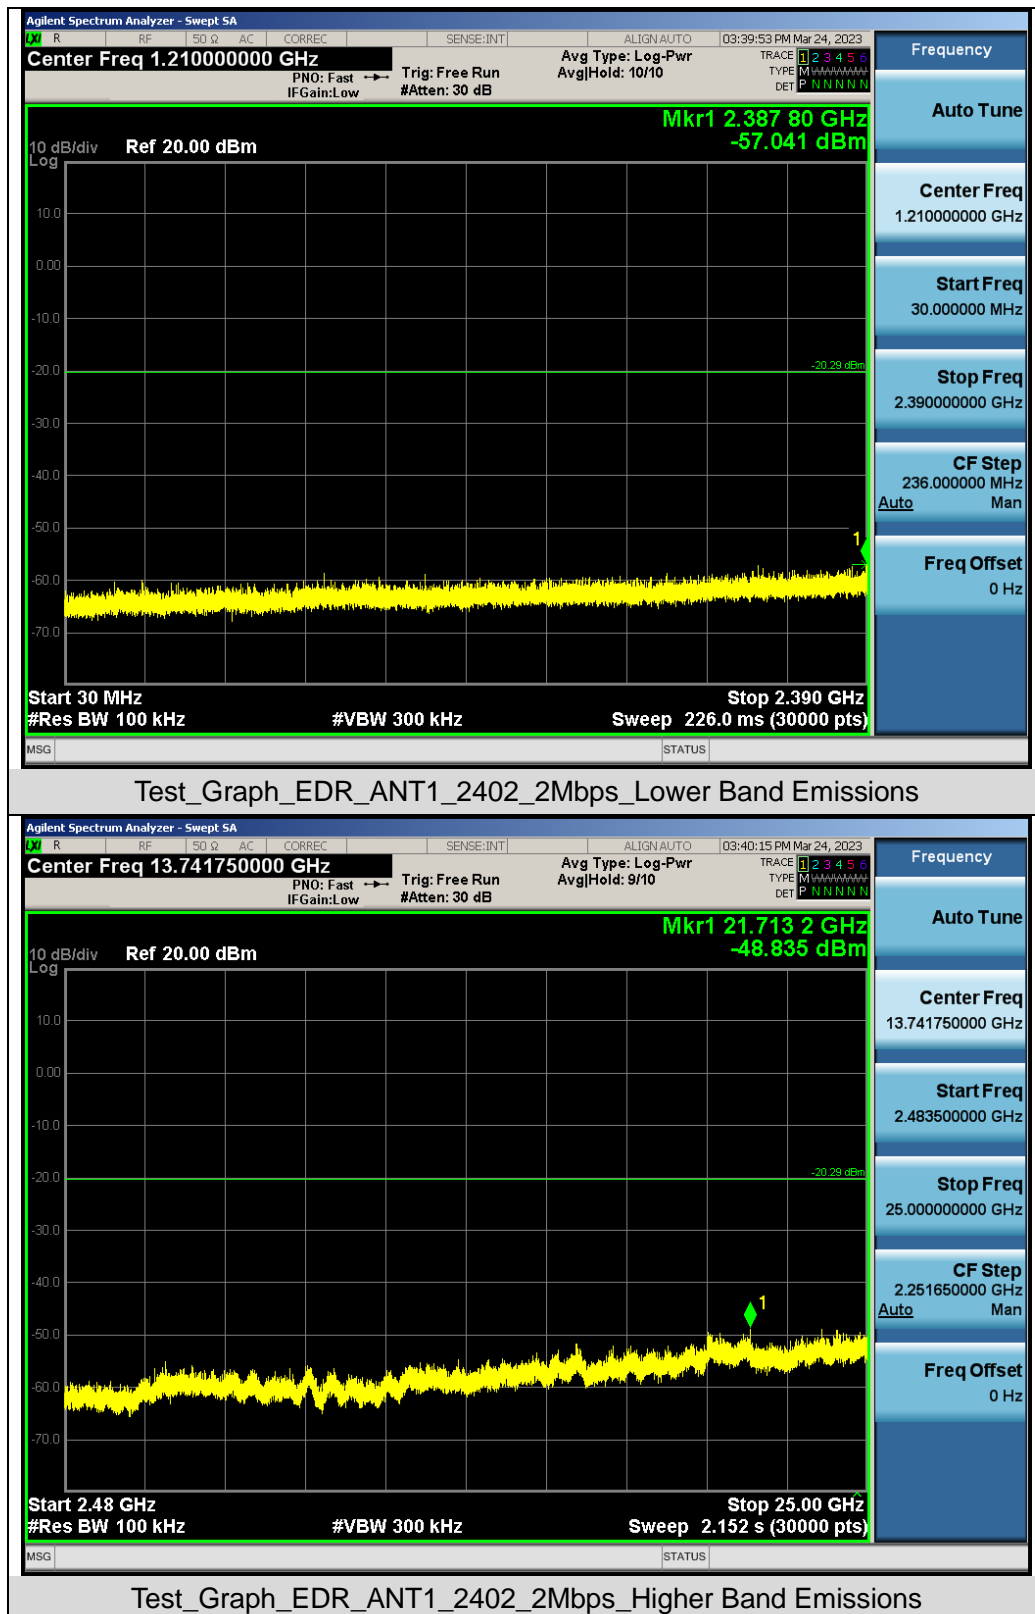 Agilent Spectrum Analyzer - Swept SA
LXI R RF 50 Ω AC CORREC SENSE:INT ALIGN AUTO 03:39:53 PM Mar 24, 2023
Center Freq 1.210000000 GHz
PNO: Fast
IFGain:Low
Trig: Free Run
#Atten: 30 dB
Avg Type: Log-Pwr
Avg|Hold: 10/10
TRACE 1 2 3 4 5 6
TYPE M
DET P N N N N N
Mkr1 2.387 80 GHz
-57.041 dBm
10 dB/div Ref 20.00 dBm
Log
10.0
0.00
-10.0
-20.0
-20.29 dBm
-30.0
-40.0
-50.0
1
-60.0
-70.0
Start 30 MHz Stop 2.390 GHz
#Res BW 100 kHz #VBW 300 kHz Sweep 226.0 ms (30000 pts)
MSG STATUS
Frequency
Auto Tune
Center Freq
1.210000000 GHz
Start Freq
30.000000 MHz
Stop Freq
2.390000000 GHz
CF Step
236.000000 MHz
Auto Man
Freq Offset
0 Hz
Test_Graph_EDR_ANT1_2402_2Mbps_Lower Band Emissions
Agilent Spectrum Analyzer - Swept SA
LXI R RF 50 Ω AC CORREC SENSE:INT ALIGN AUTO 03:40:15 PM Mar 24, 2023
Center Freq 13.741750000 GHz
PNO: Fast
IFGain:Low
Trig: Free Run
#Atten: 30 dB
Avg Type: Log-Pwr
Avg|Hold: 9/10
TRACE 1 2 3 4 5 6
TYPE M
DET P N N N N N
Mkr1 21.713 2 GHz
-48.835 dBm
10 dB/div Ref 20.00 dBm
Log
10.0
0.00
-10.0
-20.0
-20.29 dBm
-30.0
-40.0
1
-50.0
-60.0
-70.0
Start 2.48 GHz Stop 25.00 GHz
#Res BW 100 kHz #VBW 300 kHz Sweep 2.152 s (30000 pts)
MSG STATUS
Frequency
Auto Tune
Center Freq
13.741750000 GHz
Start Freq
2.483500000 GHz
Stop Freq
25.000000000 GHz
CF Step
2.251650000 GHz
Auto Man
Freq Offset
0 Hz
Test_Graph_EDR_ANT1_2402_2Mbps_Higher Band Emissions